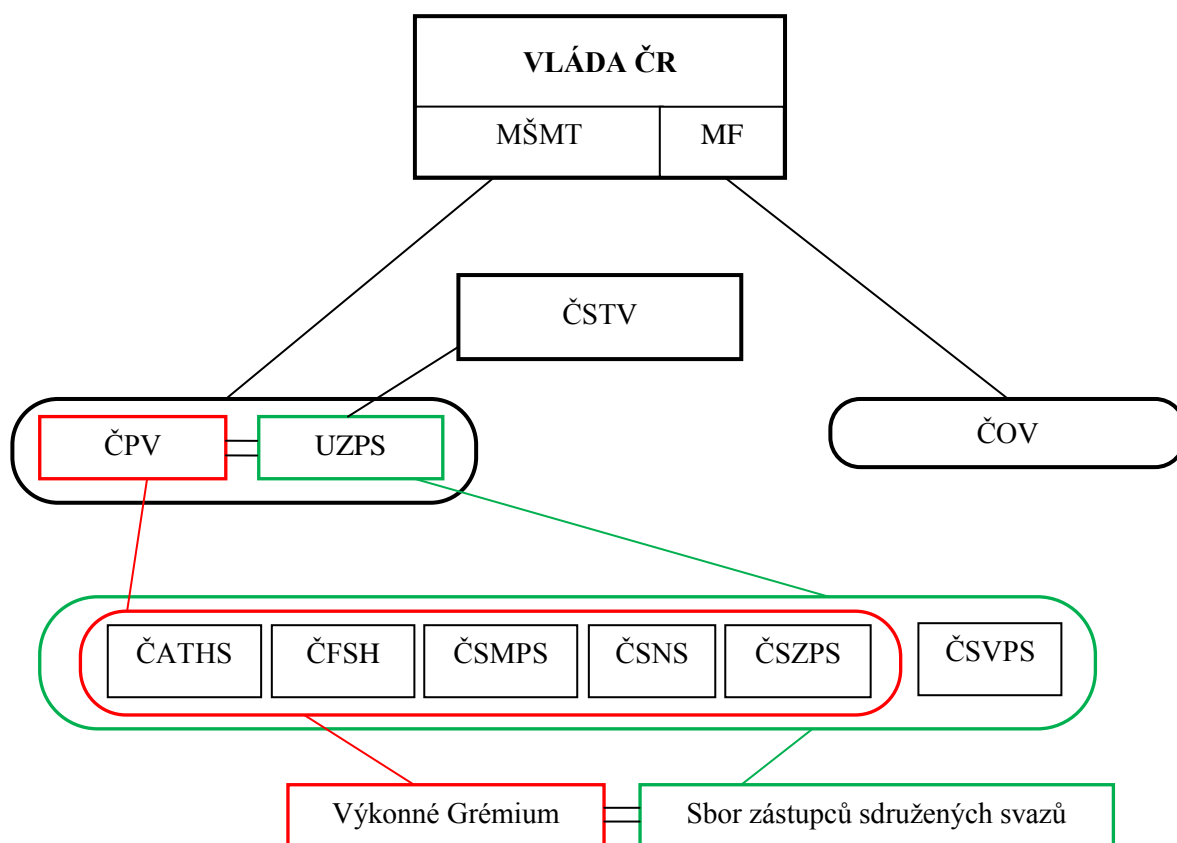 VLÁDA ČR
MŠMT MF
ČSTV
ČPV UZPS ČOV
ČATHS ČFSH ČSMPS ČSNS ČSZPS ČSVPS
Výkonné Grémium Sbor zástupců sdružených svazů